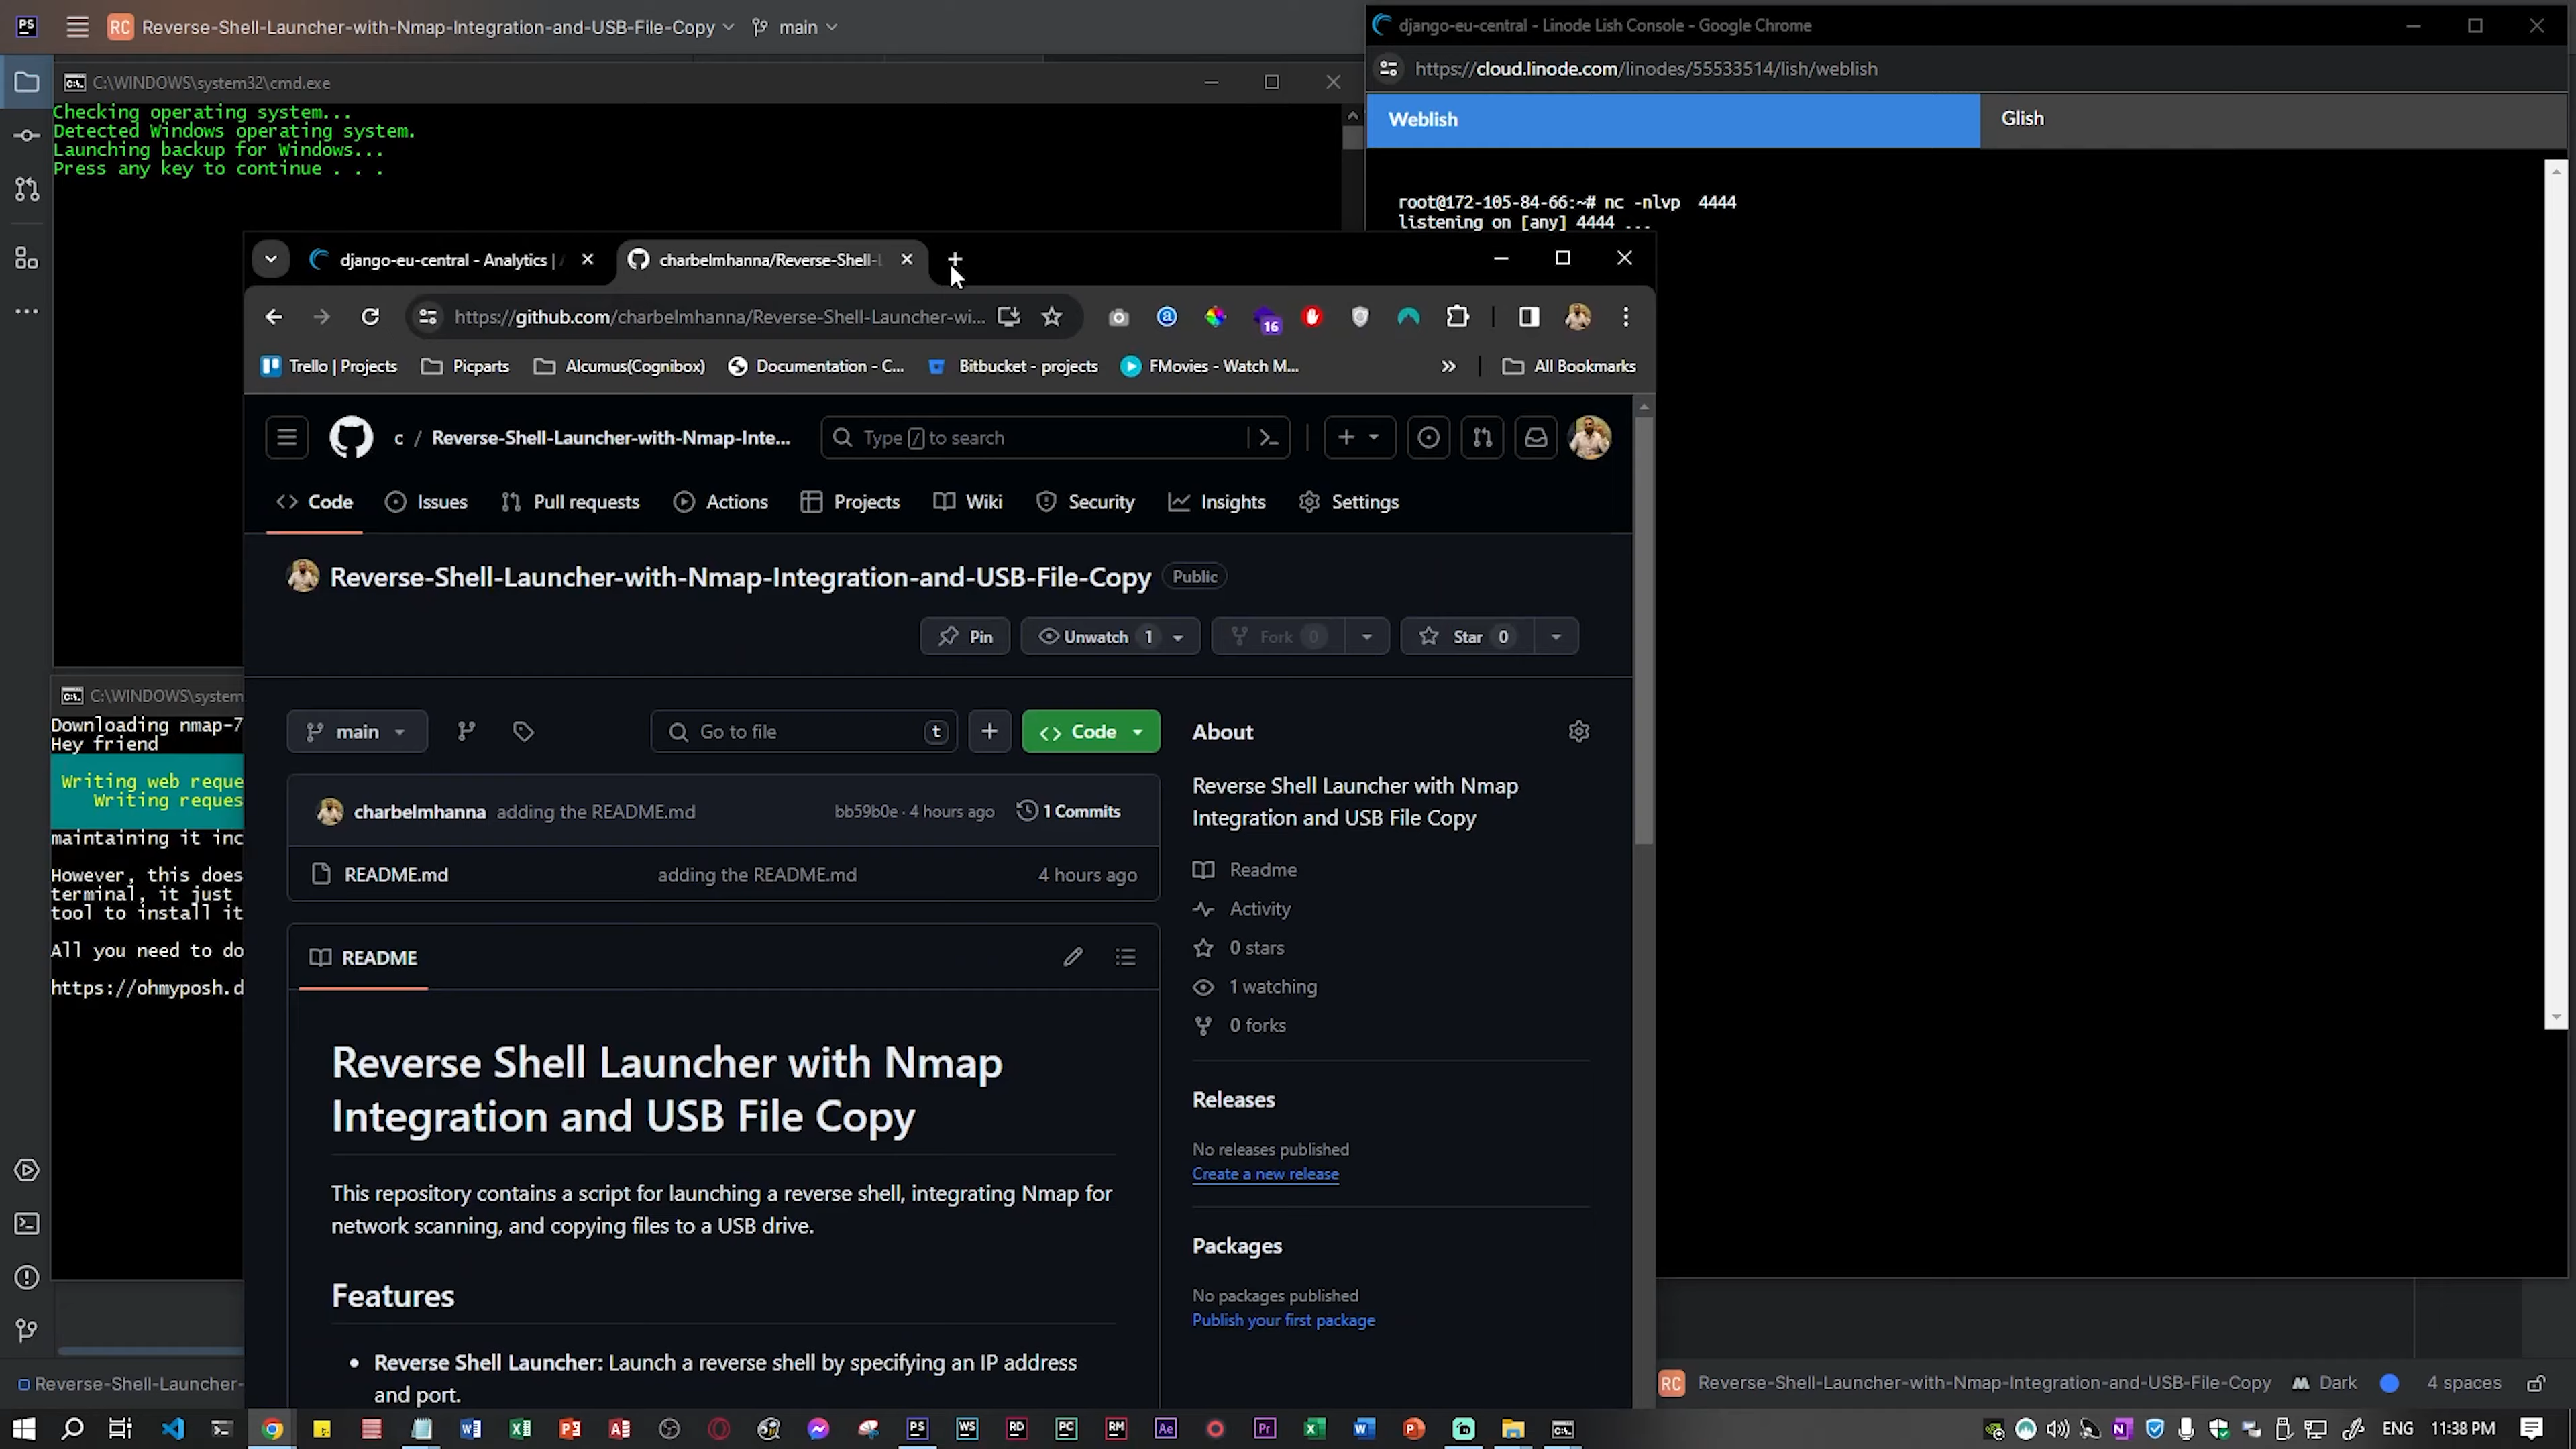 PS
RC Reverse-Shell-Launcher-with-Nmap-Integration-and-USB-File-Copy main
C:\WINDOWS\system32\cmd.exe
Checking operating system...
Detected Windows operating system.
Launching backup for Windows...
Press any key to continue . . .
django-eu-central - Linode Lish Console - Google Chrome
https://cloud.linode.com/linodes/55533514/lish/weblish
Weblish Glish
root@172-105-84-66:~# nc -nlvp 4444
listening on [any] 4444 ...
django-eu-central - Analytics | charbelmhanna/Reverse-Shell-
https://github.com/charbelmhanna/Reverse-Shell-Launcher-wi...
16
Trello | Projects Picparts Alcumus(Cognibox) Documentation - C... Bitbucket - projects FMovies - Watch M... » All Bookmarks
c / Reverse-Shell-Launcher-with-Nmap-Inte... Type / to search
Code Issues Pull requests Actions Projects Wiki Security Insights Settings
Reverse-Shell-Launcher-with-Nmap-Integration-and-USB-File-Copy Public
Pin Unwatch 1 Fork 0 Star 0
main Go to file t Code
charbelmhanna adding the README.md bb59b0e · 4 hours ago 1 Commits
README.md adding the README.md 4 hours ago
README
Reverse Shell Launcher with Nmap
Integration and USB File Copy
This repository contains a script for launching a reverse shell, integrating Nmap for
network scanning, and copying files to a USB drive.
Features
• Reverse Shell Launcher: Launch a reverse shell by specifying an IP address
and port.
About
Reverse Shell Launcher with Nmap
Integration and USB File Copy
Readme
Activity
0 stars
1 watching
0 forks
Releases
No releases published
Create a new release
Packages
No packages published
Publish your first package
C:\WINDOWS\system
Downloading nmap-7
Hey friend
Writing web reque
Writing reques
maintaining it inc
However, this does
terminal, it just
tool to install it
All you need to do
https://ohmyposh.d
Reverse-Shell-Launcher-
RC Reverse-Shell-Launcher-with-Nmap-Integration-and-USB-File-Copy Dark 4 spaces
PS WS RD PC RM Ae Pr
ENG 11:38 PM